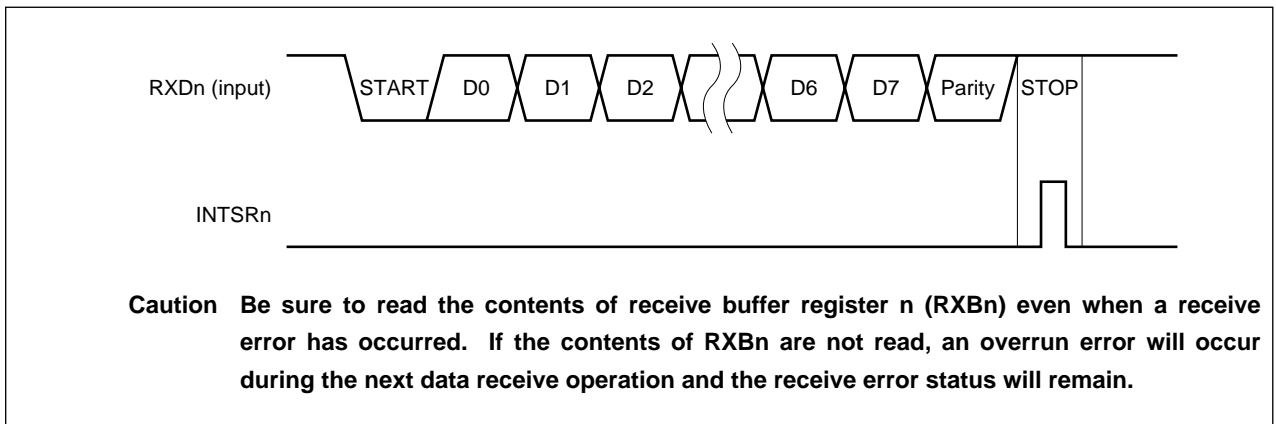 RXDn (input) START D0 D1 D2 D6 D7 Parity STOP
INTSRn
Caution Be sure to read the contents of receive buffer register n (RXBn) even when a receive
error has occurred. If the contents of RXBn are not read, an overrun error will occur
during the next data receive operation and the receive error status will remain.